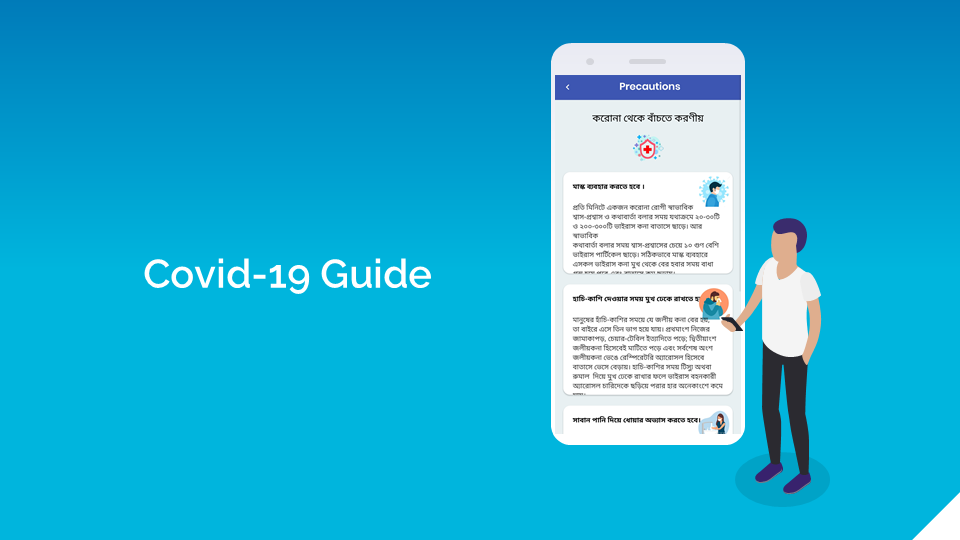 Covid-19 Guide
Precautions
করোনা থেকে বাঁচতে করণীয়
মাস্ক ব্যবহার করতে হবে ।
প্রতি মিনিটে একজন করোনা রোগী স্বাভাবিক
শ্বাস-প্রশ্বাস ও কথাবার্তা বলার সময় যথাক্রমে ২০-৩০টি
ও ২০০-৩০০টি ভাইরাস কনা বাতাসে ছাড়ে। আর
স্বাভাবিক
কথাবার্তা বলার সময় শ্বাস-প্রশ্বাসের চেয়ে ১০ গুণ বেশি
ভাইরাস পার্টিকেল ছাড়ে। সঠিকভাবে মাস্ক ব্যবহারে
এসকল ভাইরাস কনা মুখ থেকে বের হবার সময় বাধা
হাচি-কাশি দেওয়ার সময় মুখ ঢেকে রাখতে
মানুষের হাঁচি-কাশির সময়ে যে জলীয় কনা বের হয়,
তা বাইরে এসে তিন ভাগ হয়ে যায়। প্রথমাংশ নিজের
জামাকাপড়, চেয়ার-টেবিল ইত্যাদিতে পড়ে; দ্বিতীয়াংশ
জলীয়কনা হিসেবেই মাটিতে পড়ে এবং সর্বশেষ অংশ
জলীয়কনা ভেঙে রেস্পিরেটরি অ্যারোসল হিসেবে
বাতাসে ভেসে বেড়ায়। হাচি-কাশির সময় টিস্যু অথবা
রুমাল দিয়ে মুখ ঢেকে রাখার ফলে ভাইরাস বহনকারী
অ্যারোসল চারিদেকে ছড়িয়ে পরার হার অনেকাংশে কমে
সাবান পানি দিয়ে ধোয়ার অভ্যাস করতে হবে।